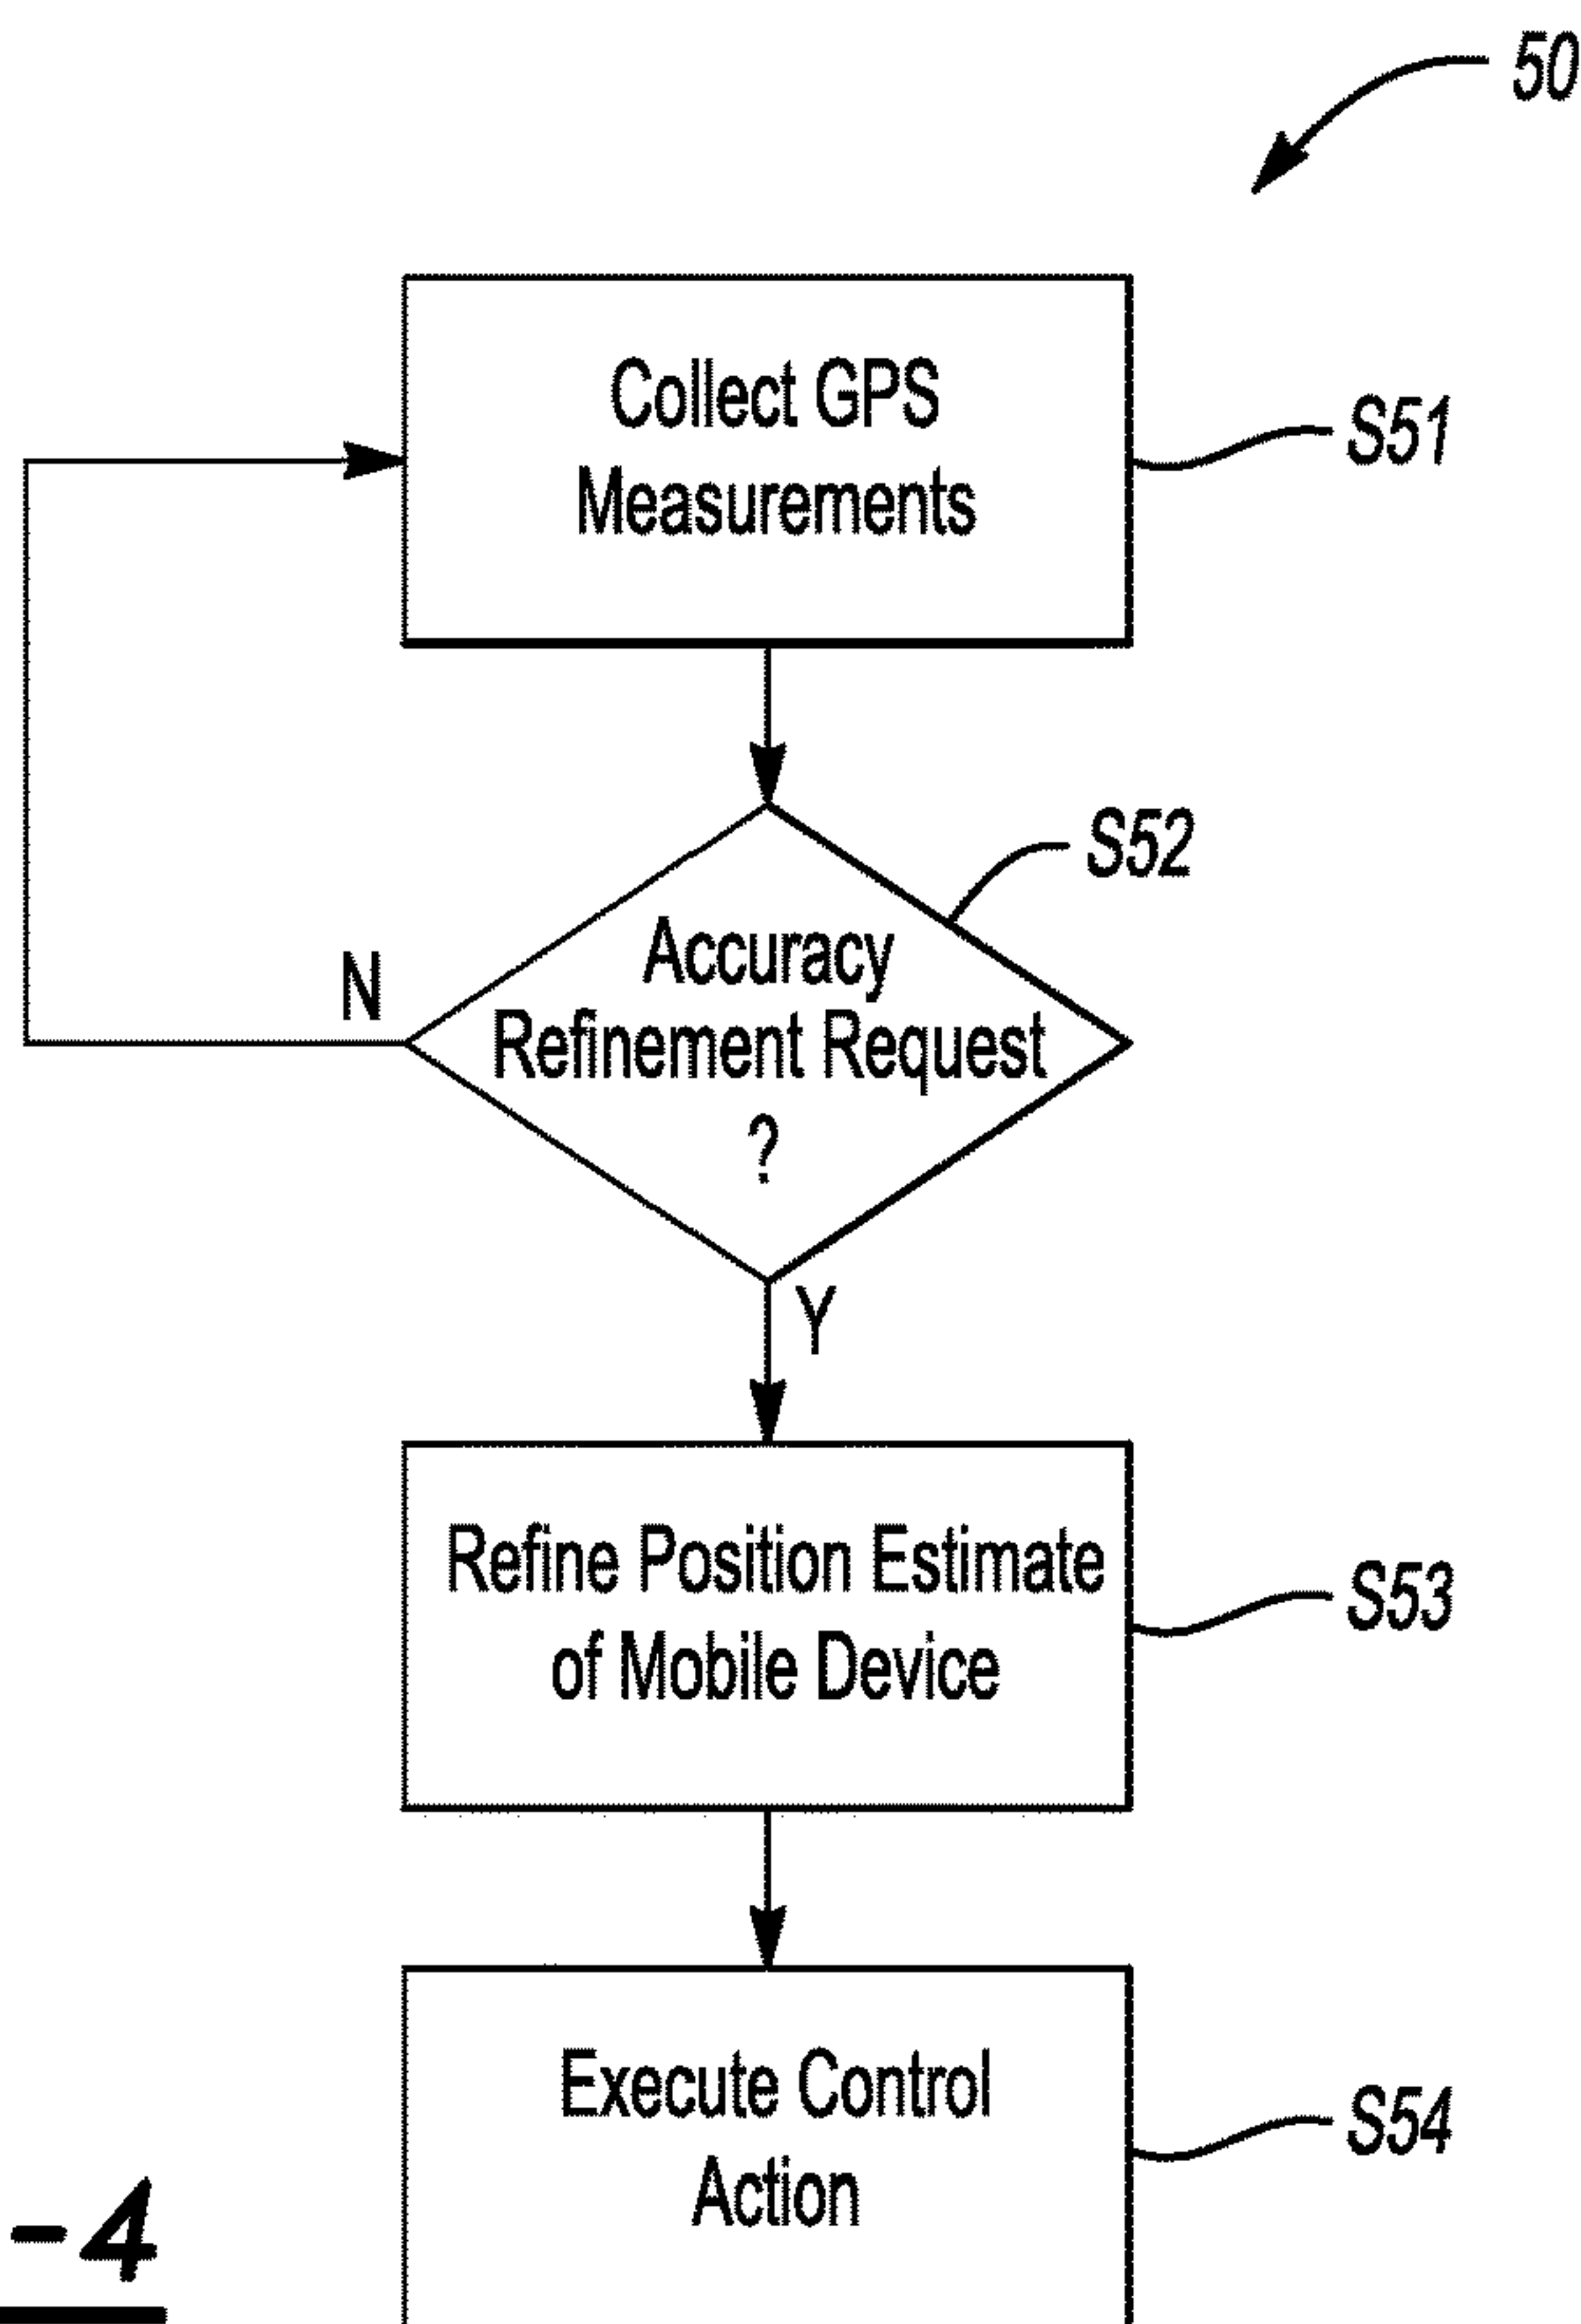 50
Collect GPS
Measurements
S51
S52
Accuracy
Refinement Request
?
N
Y
Refine Position Estimate
of Mobile Device
S53
Execute Control
Action
S54
-4